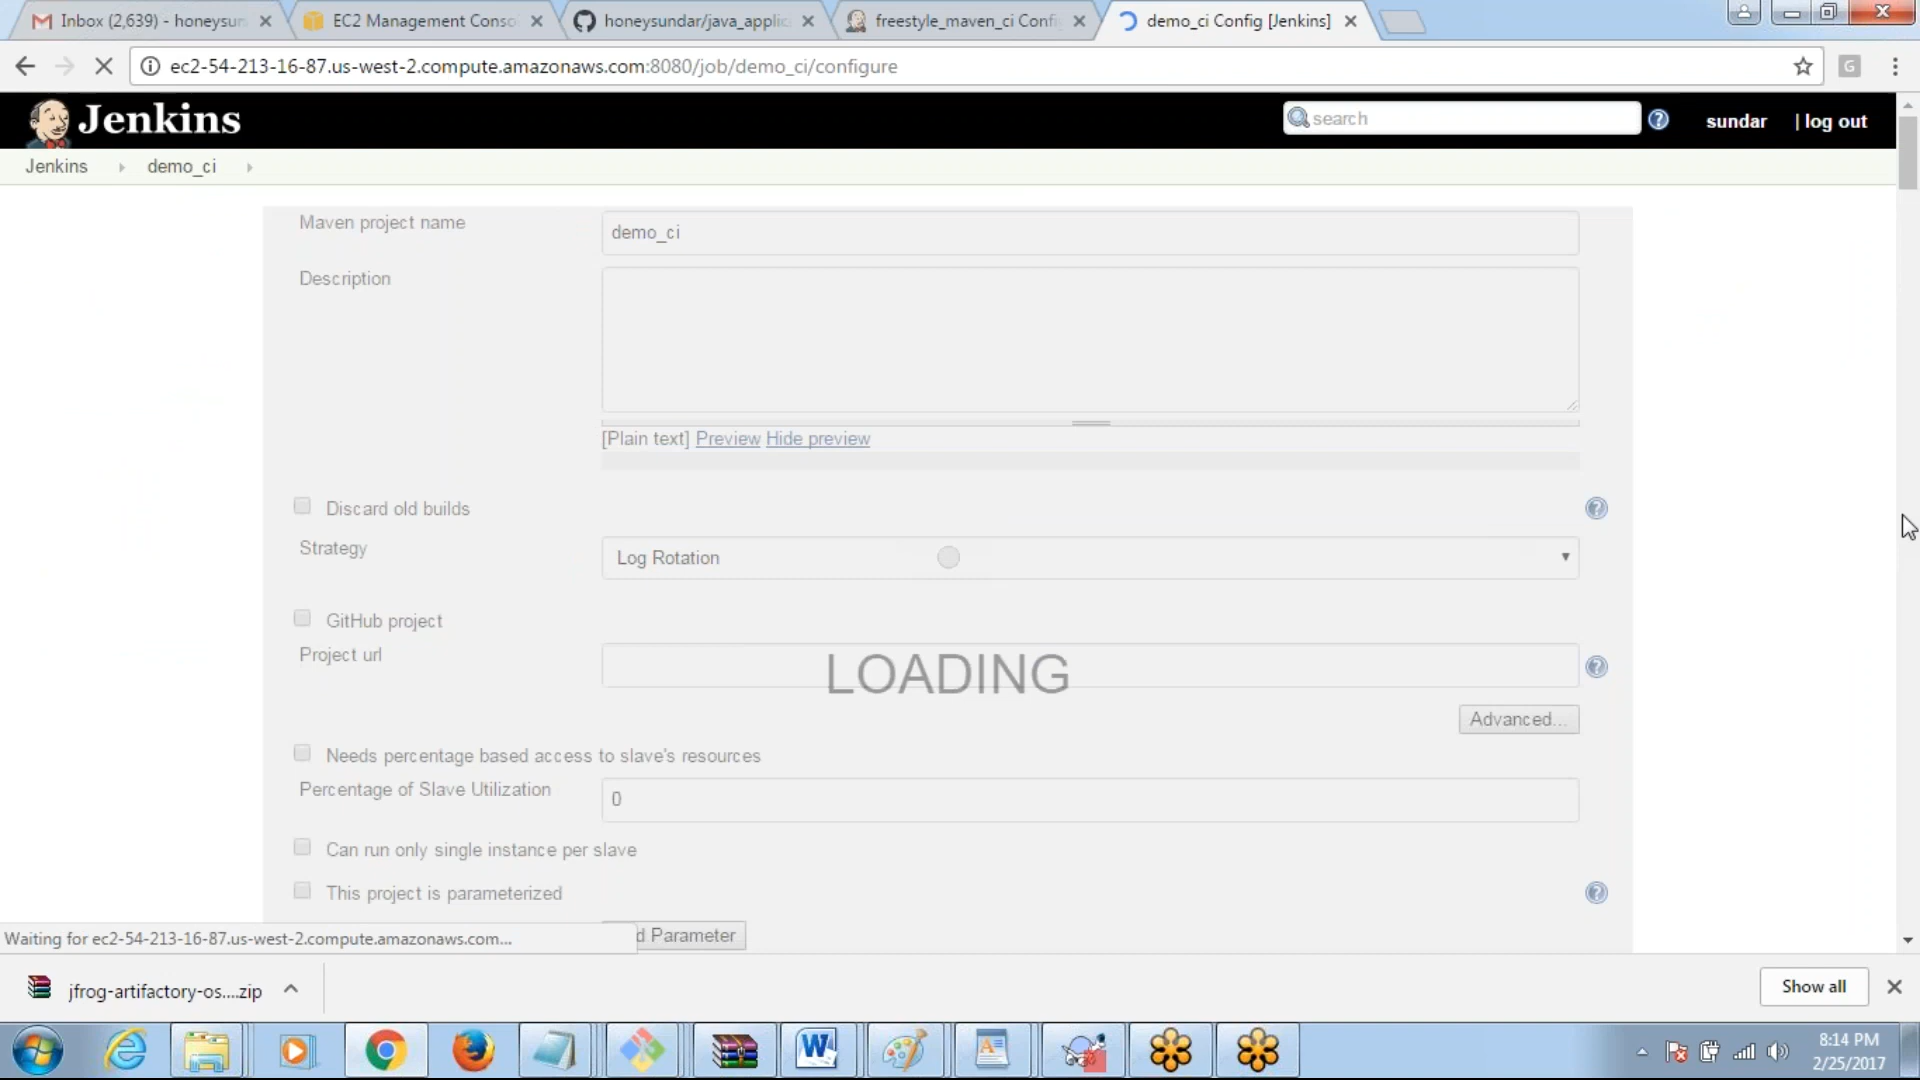 Inbox (2,639) - honeysun
EC2 Management Conso
honeysundar/java_applic
freestyle_maven_ci Confi
demo_ci Config [Jenkins]
ec2-54-213-16-87.us-west-2.compute.amazonaws.com:8080/job/demo_ci/configure
G
Jenkins
search
sundar
| log out
Jenkins
demo_ci
Maven project name
demo_ci
Description
[Plain text] Preview Hide preview
Discard old builds
Strategy
Log Rotation
GitHub project
Project url
LOADING
Advanced...
Needs percentage based access to slave's resources
Percentage of Slave Utilization
0
Can run only single instance per slave
This project is parameterized
d Parameter
Waiting for ec2-54-213-16-87.us-west-2.compute.amazonaws.com...
jfrog-artifactory-os....zip
Show all
8:14 PM
2/25/2017